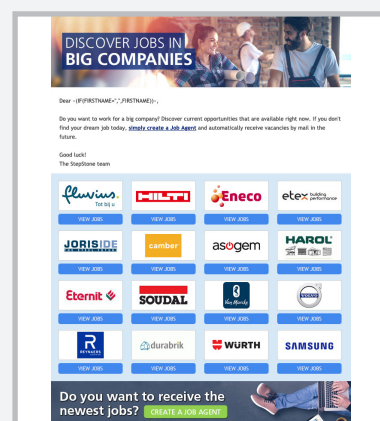 DISCOVER JOBS IN
BIG COMPANIES
Dear ~(IF(FIRSTNAME=",",FIRSTNAME))~,
Do you want to work for a big company? Discover current opportunities that are available right now. If you don't
find your dream job today, simply create a Job Agent and automatically receive vacancies by mail in the
future.
Good luck!
The StepStone team
fluvius. HILTI Eneco etex building performance
Tot bij u
VIEW JOBS VIEW JOBS VIEW JOBS VIEW JOBS
JORISIDE camber asogem HAROL
VIEW JOBS VIEW JOBS VIEW JOBS VIEW JOBS
Eternit SOUDAL Van Marcke VOLVO
VIEW JOBS VIEW JOBS VIEW JOBS VIEW JOBS
R REYNAERS durabrik WÜRTH SAMSUNG
VIEW JOBS VIEW JOBS VIEW JOBS VIEW JOBS
Do you want to receive the
newest jobs? CREATE A JOB AGENT